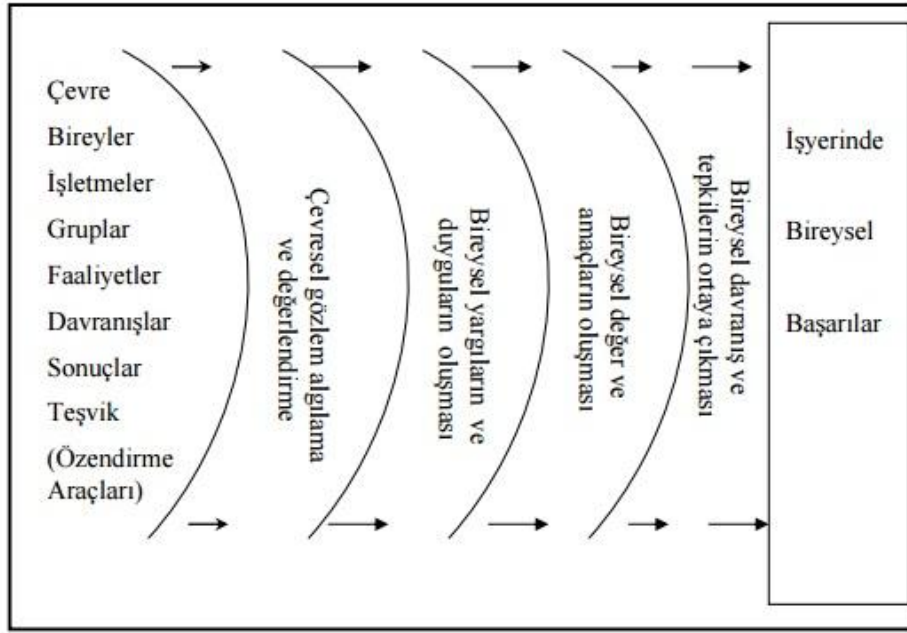 Çevre
Bireyler
İşletmeler
Gruplar
Faaliyetler
Davranışlar
Sonuçlar
Teşvik
(Özendirme
Araçları)
Çevresel gözlem algılama
ve değerlendirme
Bireysel yargıların ve
duyguların oluşması
Bireysel değer ve
amaçların oluşması
Bireysel davranış ve
tepkilerin ortaya çıkması
İşyerinde
Bireysel
Başarılar